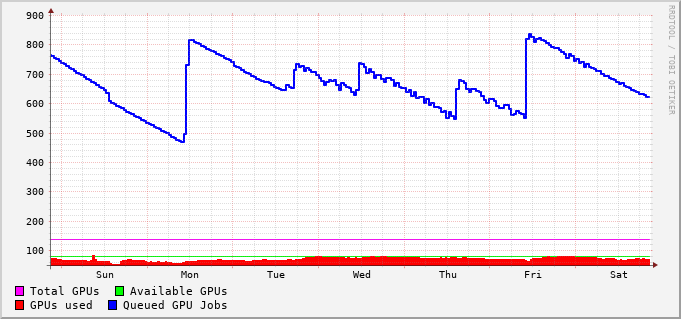 900
800
700
600
500
400
300
200
100
Sun Mon Tue Wed Thu Fri Sat
Total GPUs Available GPUs
GPUs used Queued GPU Jobs
RRDTOOL / TOBI OETIKER